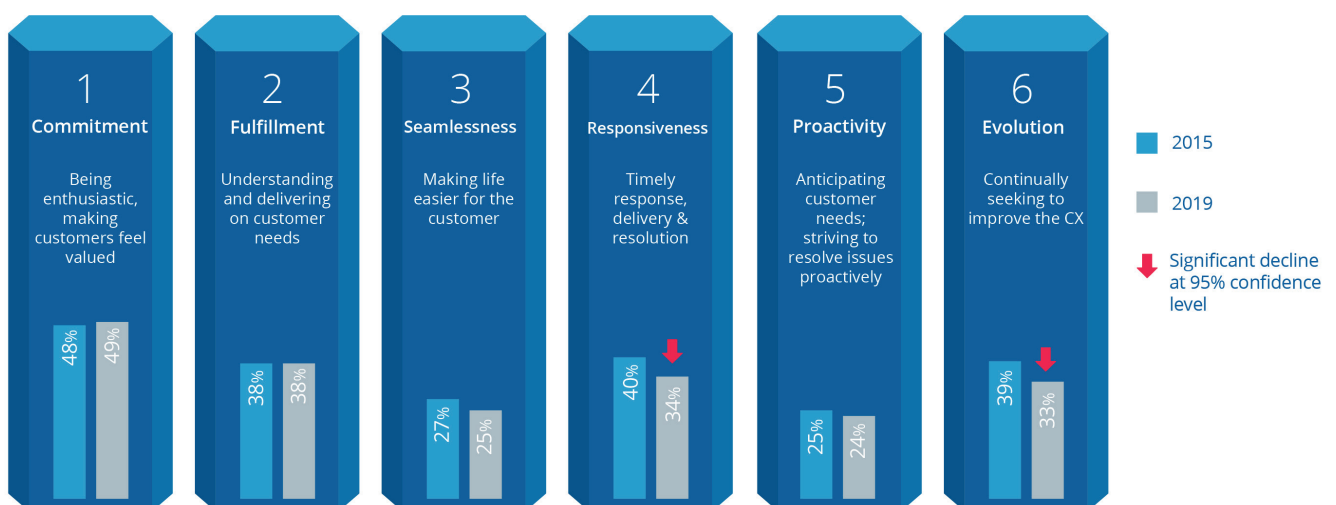 1
Commitment
Being
enthusiastic,
making
customers feel
valued
48%
49%
2
Fulfillment
Understanding
and delivering
on customer
needs
38%
38%
3
Seamlessness
Making life
easier for the
customer
27%
25%
4
Responsiveness
Timely
response,
delivery &
resolution
40%
34%
5
Proactivity
Anticipating
customer
needs;
striving to
resolve issues
proactively
25%
24%
6
Evolution
Continually
seeking to
improve the CX
39%
33%
2015
2019
Significant decline
at 95% confidence
level